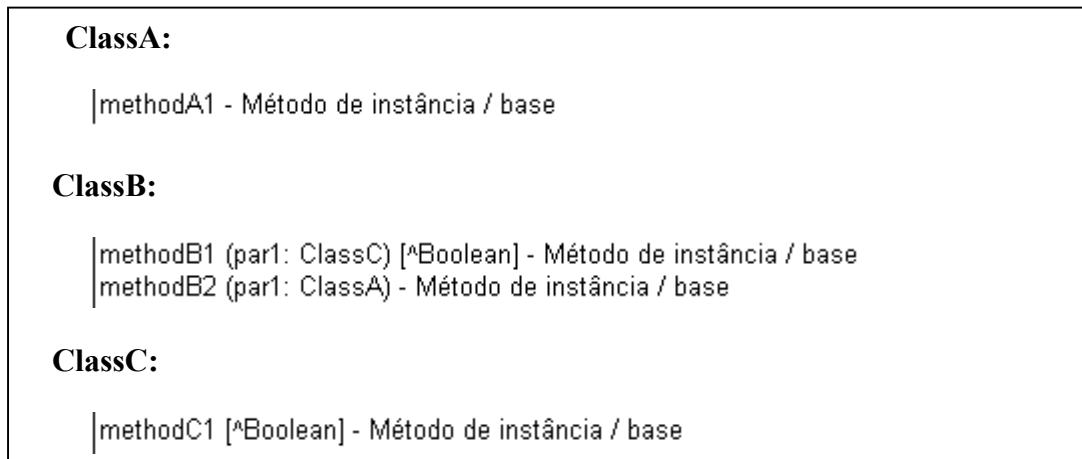 ClassA:
methodA1 - Método de instância / base
ClassB:
methodB1 (par1: ClassC) [^Boolean] - Método de instância / base
methodB2 (par1: ClassA) - Método de instância / base
ClassC:
methodC1 [^Boolean] - Método de instância / base